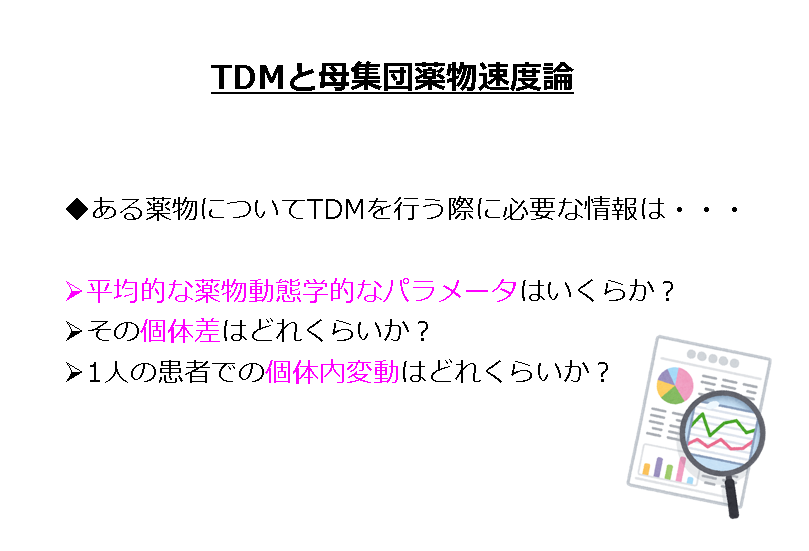 TDMと母集団薬物速度論
◆ある薬物についてTDMを行う際に必要な情報は・・・
➢平均的な薬物動態学的なパラメータはいくらか？
➢その個体差はどれくらいか？
➢1人の患者での個体内変動はどれくらいか？